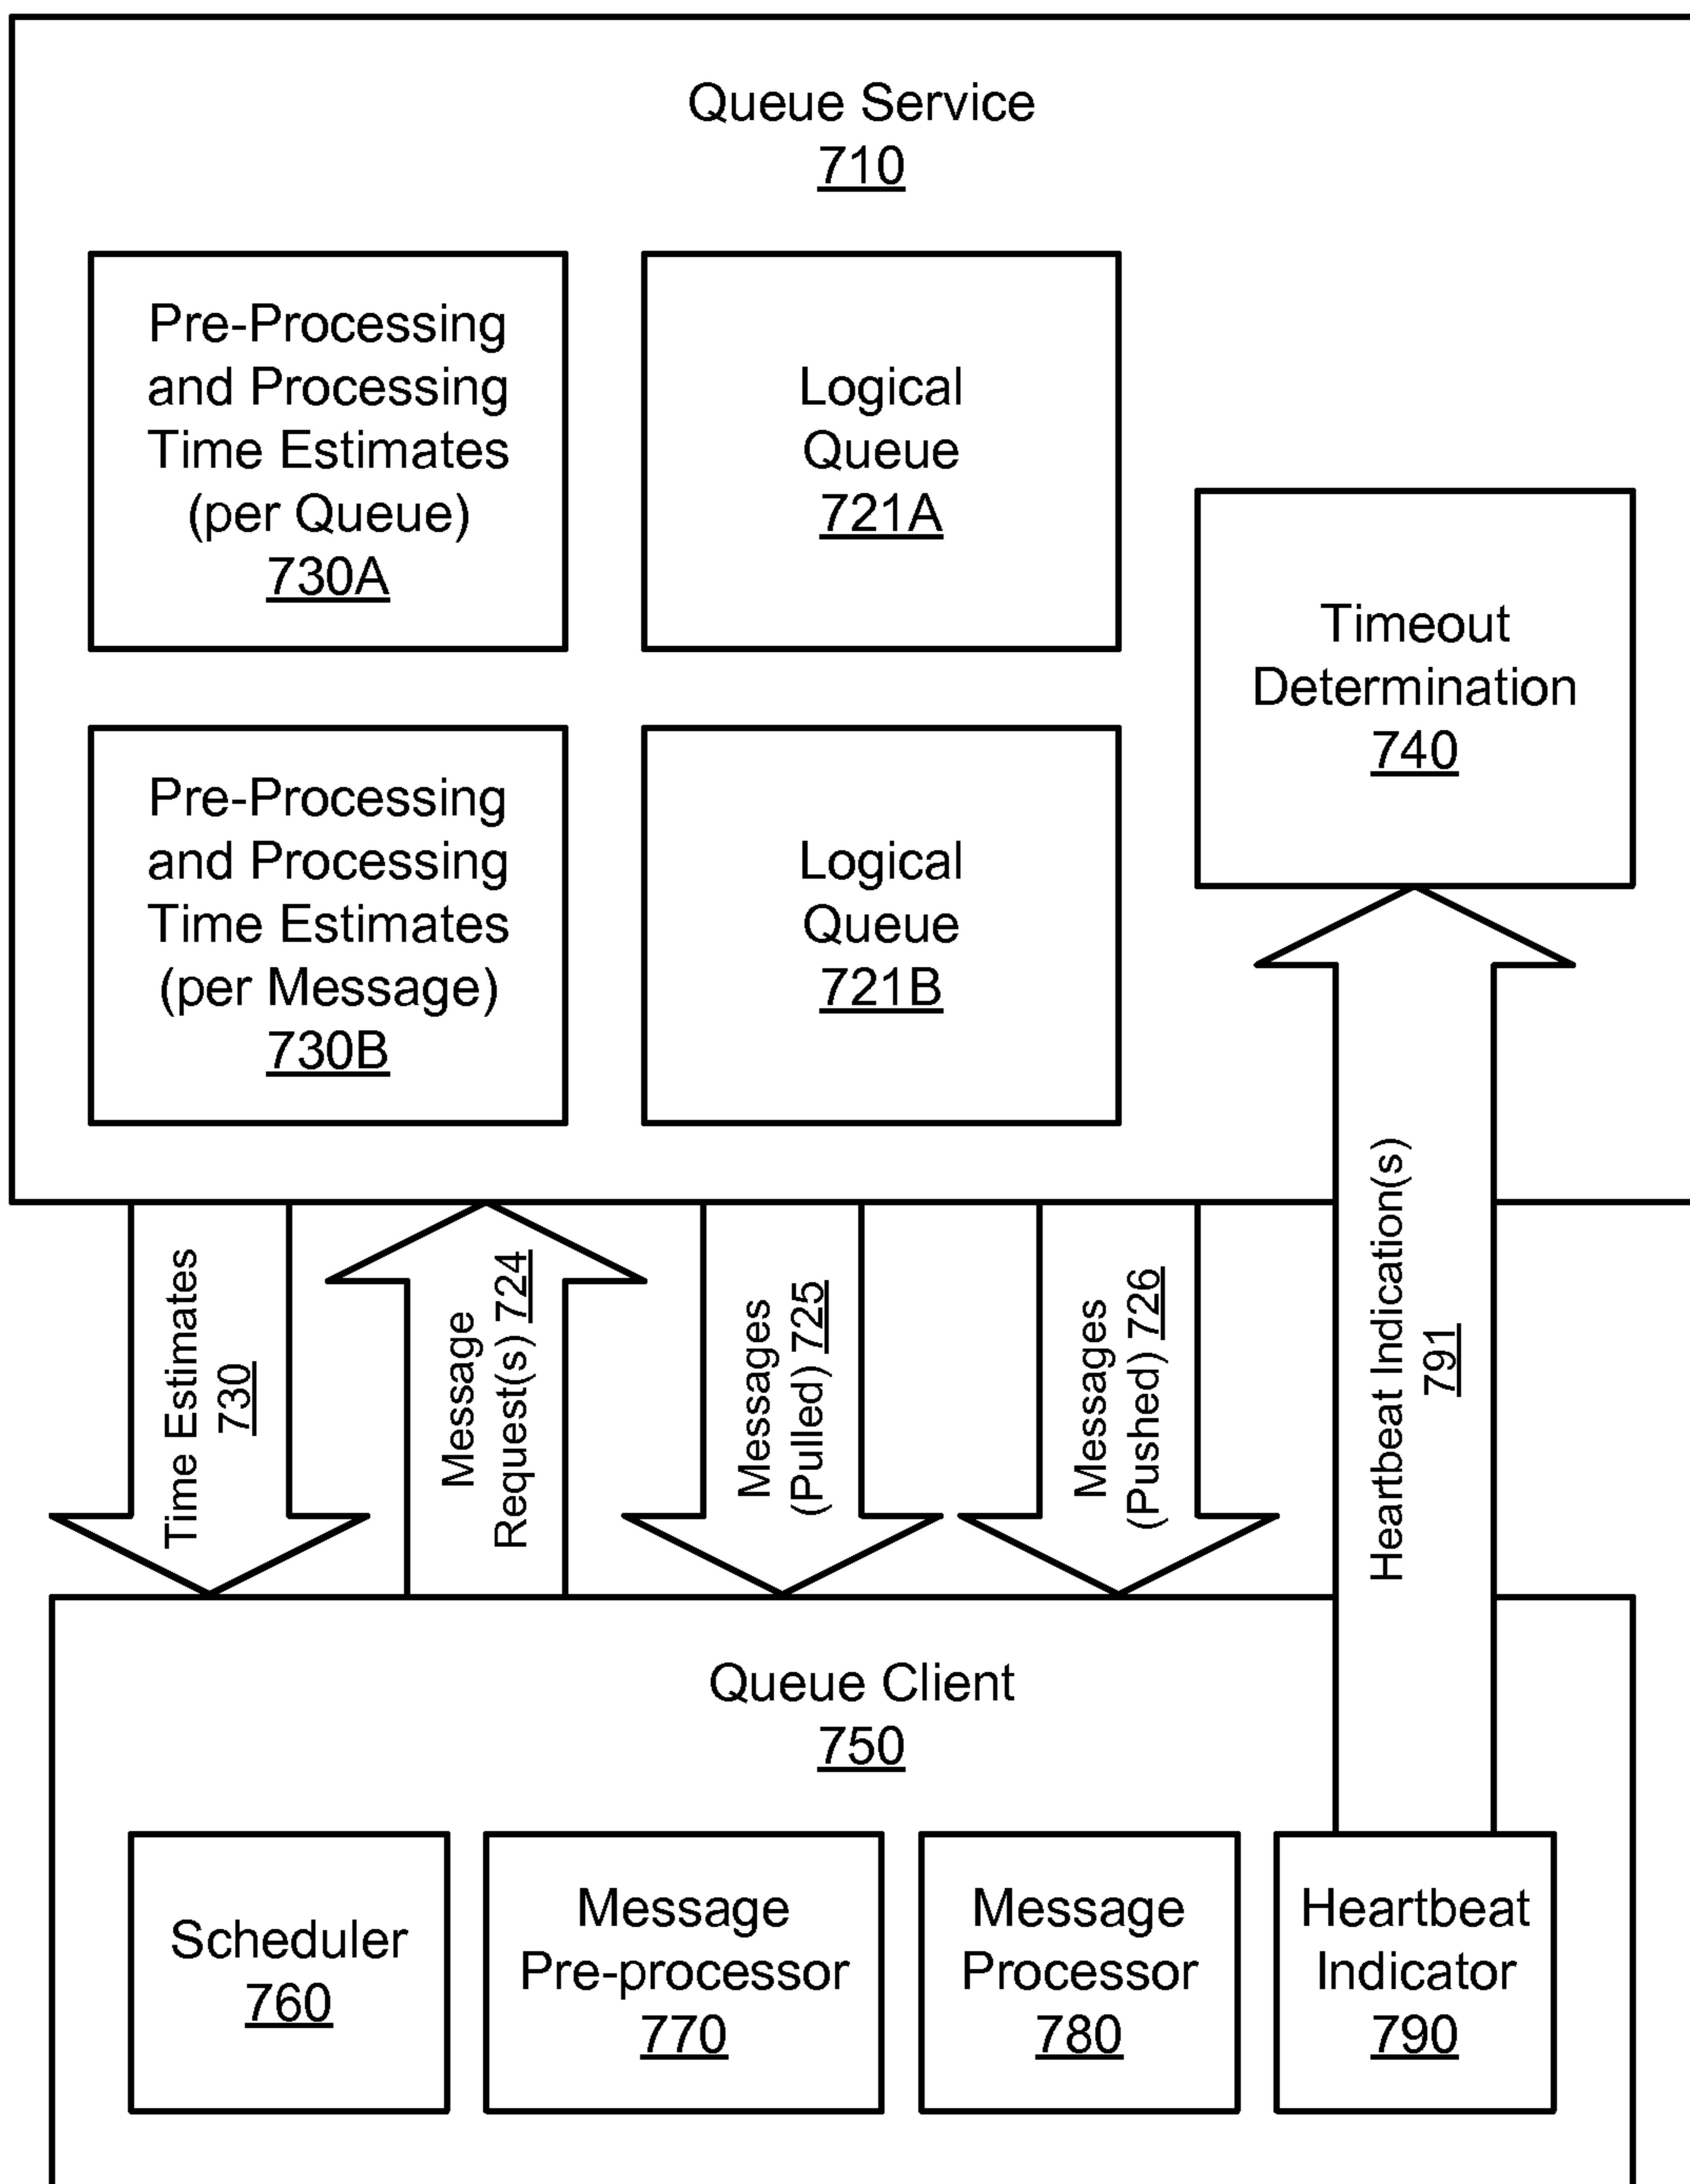 Queue Service
710
Pre-Processing
and Processing
Time Estimates
(per Queue)
730A
Logical
Queue
721A
Timeout
Determination
740
Pre-Processing
and Processing
Time Estimates
(per Message)
730B
Logical
Queue
721B
Time Estimates
730
Message
Request(s) 724
Messages
(Pulled) 725
Messages
(Pushed) 726
Heartbeat Indication(s)
791
Queue Client
750
Scheduler
760
Message
Pre-processor
770
Message
Processor
780
Heartbeat
Indicator
790